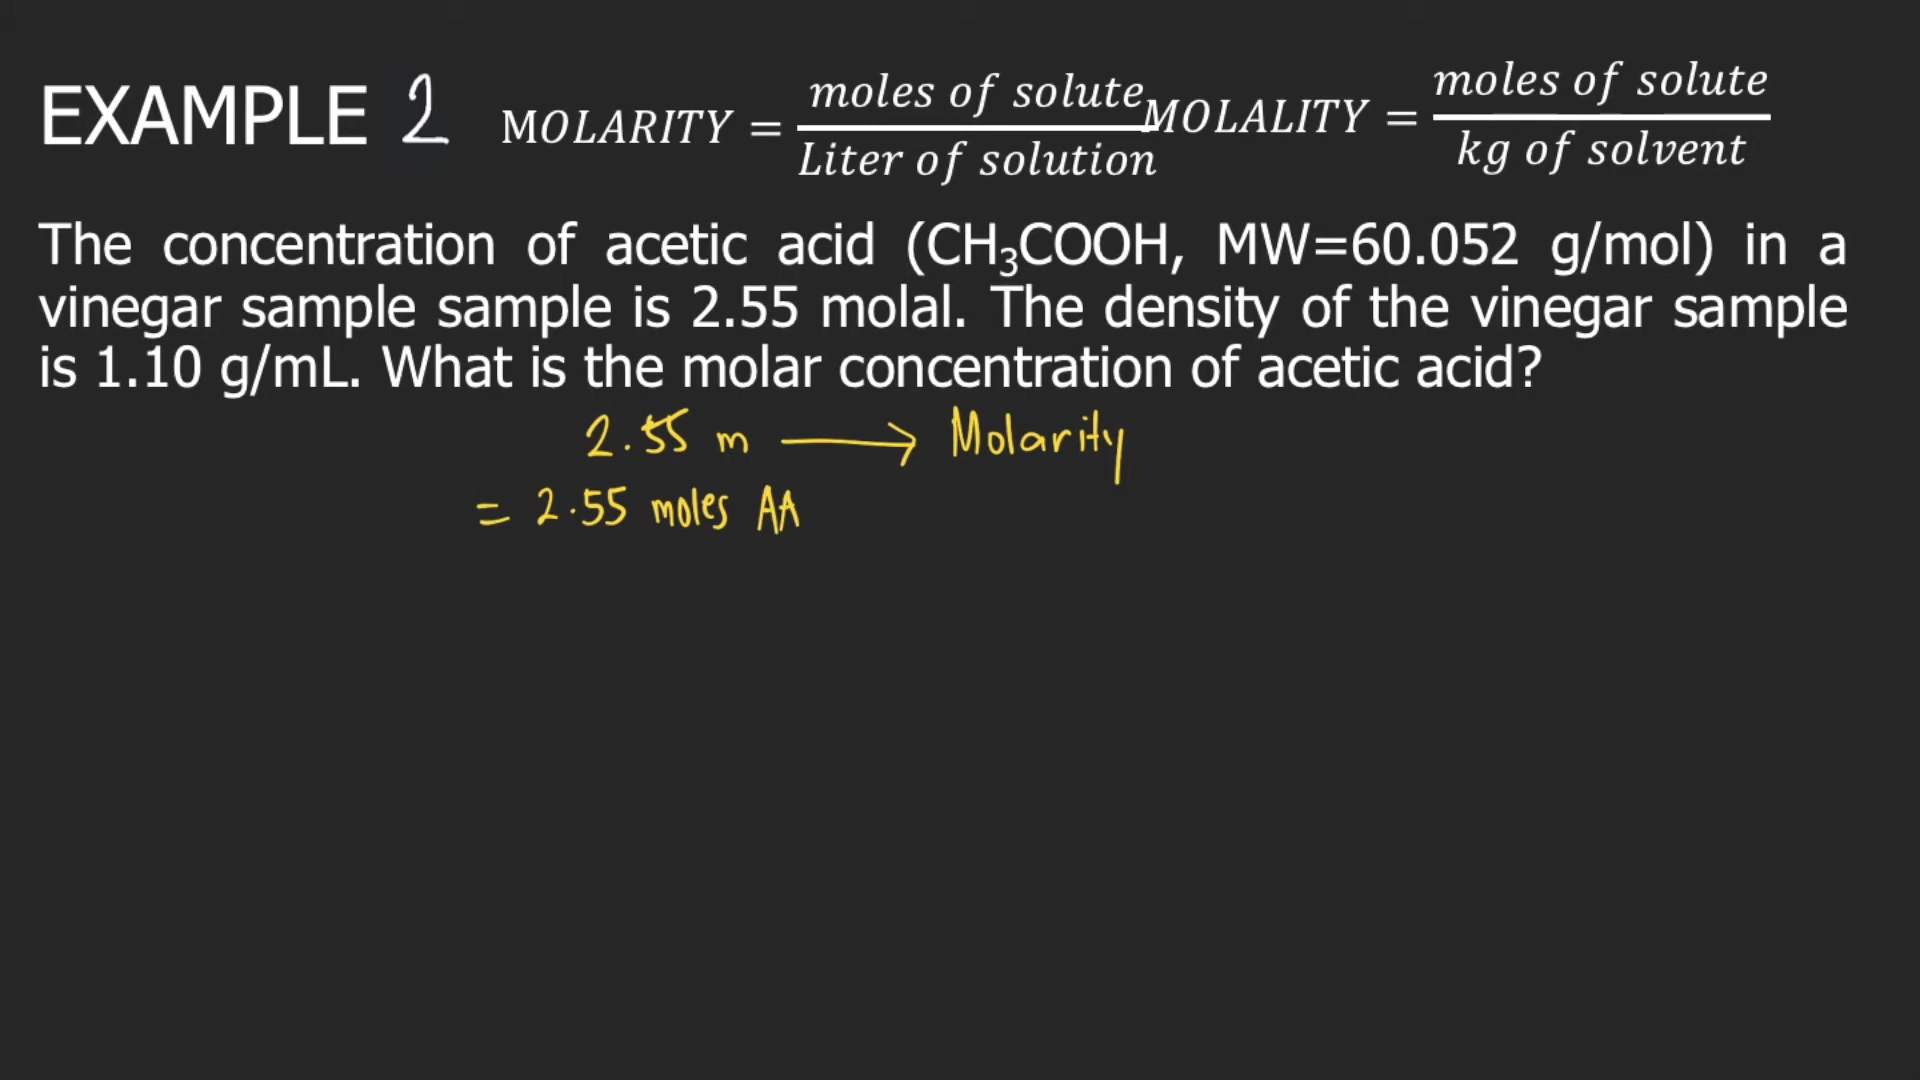 EXAMPLE 2
MOLARITY = moles of solute / Liter of solution
MOLALITY = moles of solute / kg of solvent
The concentration of acetic acid (CH₃COOH, MW=60.052 g/mol) in a
vinegar sample sample is 2.55 molal. The density of the vinegar sample
is 1.10 g/mL. What is the molar concentration of acetic acid?
2.55 m → Molarity
= 2.55 moles AA